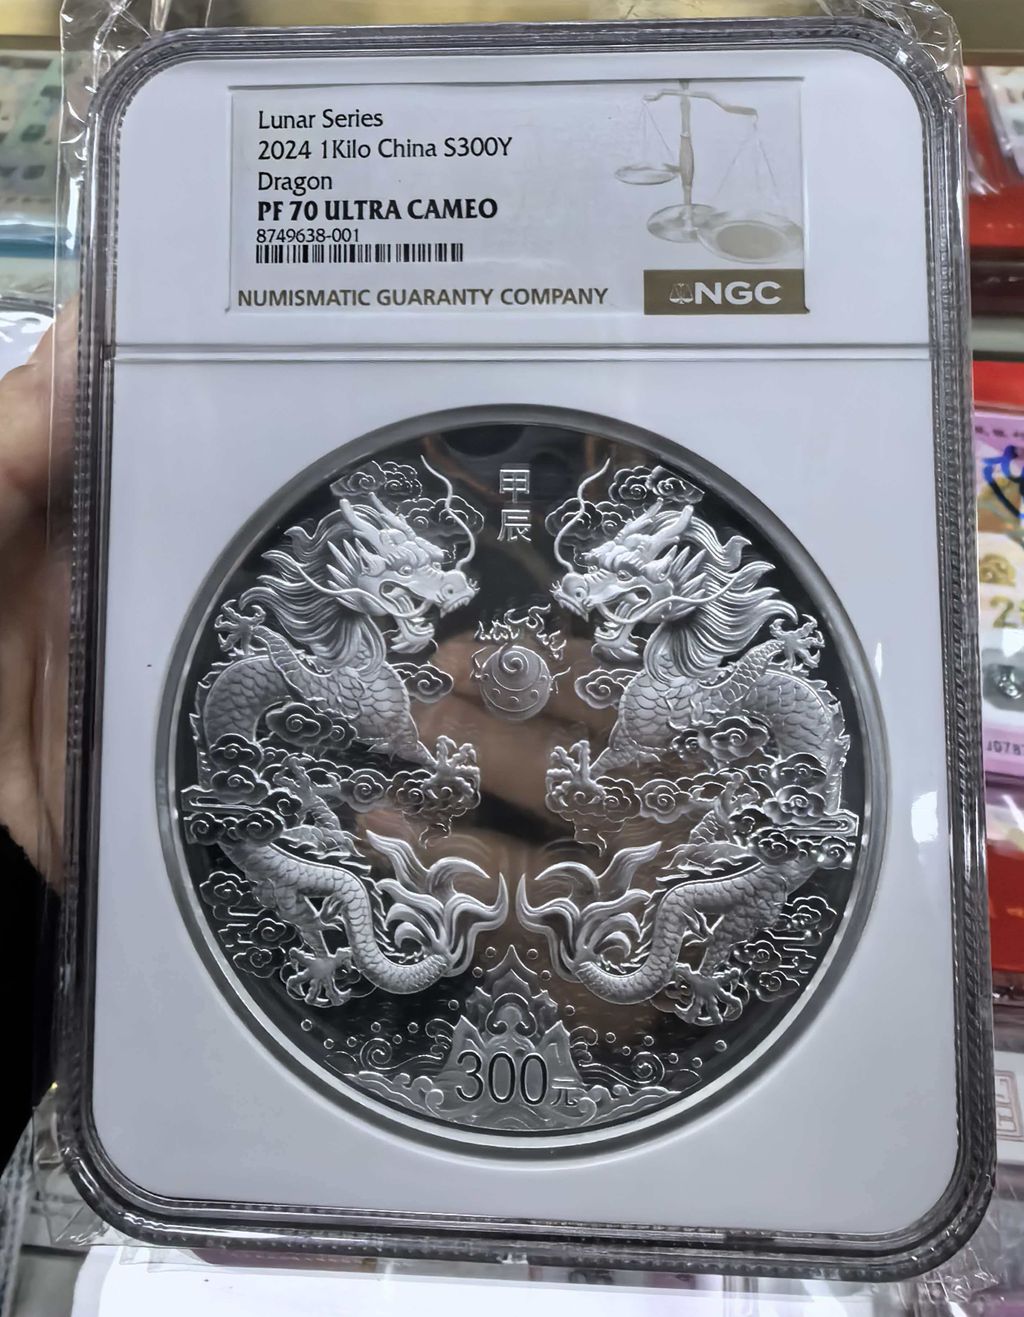 Lunar Series
2024 1Kilo China S300Y
Dragon
PF 70 ULTRA CAMEO
8749638-001
NUMISMATIC GUARANTY COMPANY
NGC
甲
辰
300元
J078